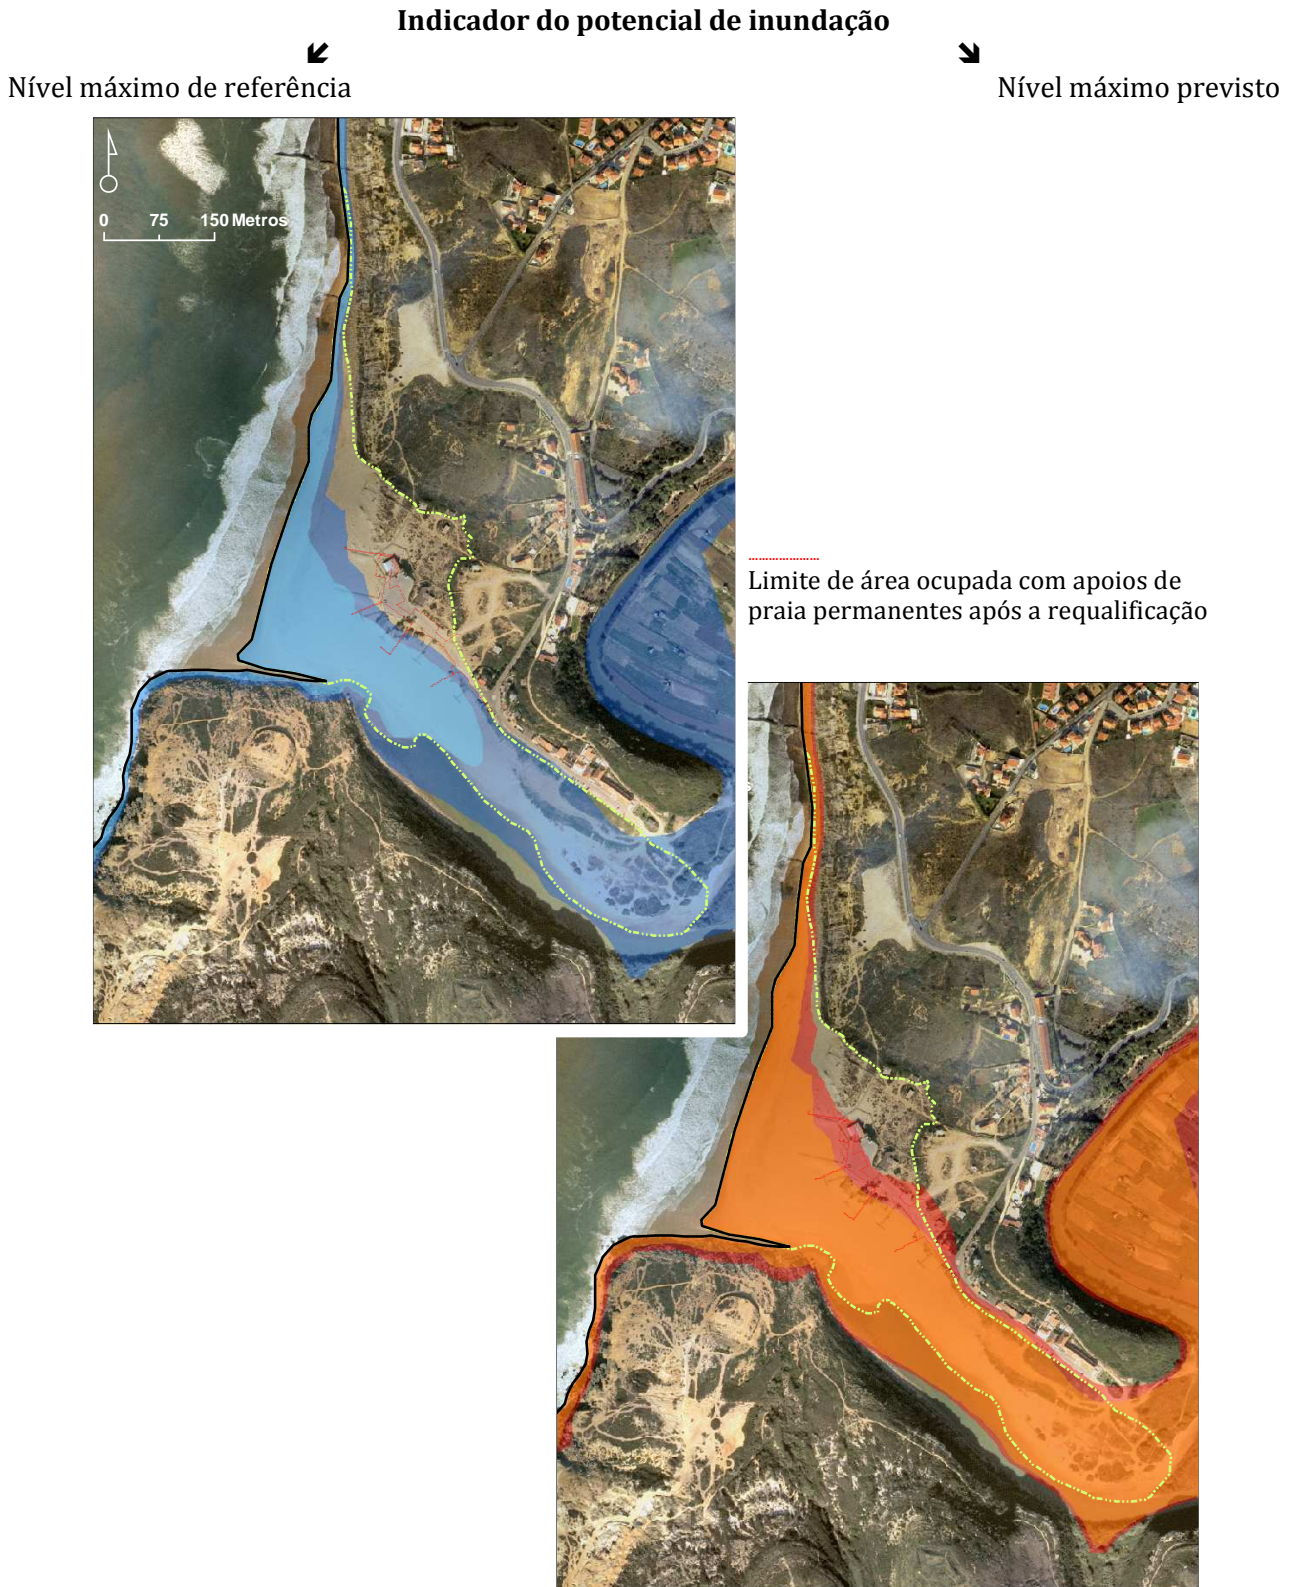 Indicador do potencial de inundação
Nível máximo de referência
Nível máximo previsto
0 75 150 Metros
Limite de área ocupada com apoios de
praia permanentes após a requalificação